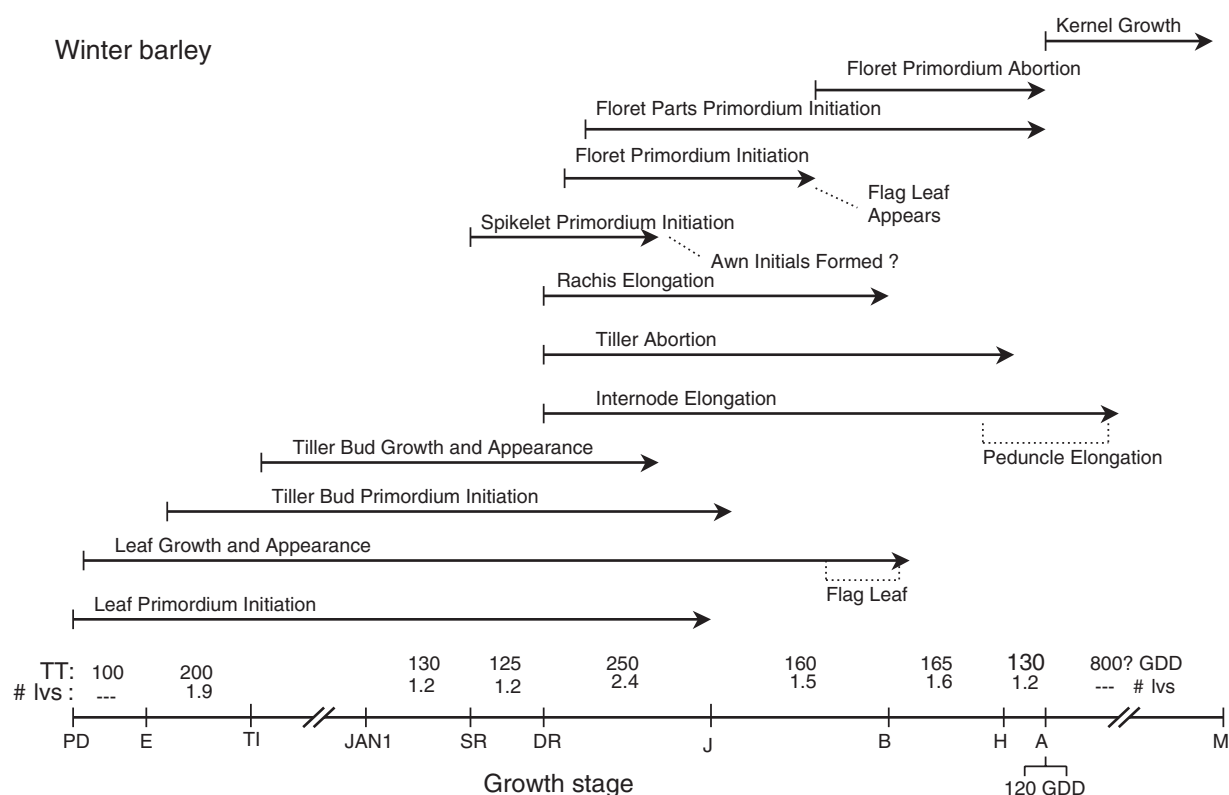 Kernel Growth
Winter barley
Floret Primordium Abortion
Floret Parts Primordium Initiation
Floret Primordium Initiation
Flag Leaf
Appears
Spikelet Primordium Initiation
Awn Initials Formed ?
Rachis Elongation
Tiller Abortion
Internode Elongation
Peduncle Elongation
Tiller Bud Growth and Appearance
Tiller Bud Primordium Initiation
Leaf Growth and Appearance
Flag Leaf
Leaf Primordium Initiation
TT: 100 200 130 125 250 160 165 130 800? GDD
# lvs : --- 1.9 1.2 1.2 2.4 1.5 1.6 1.2 --- # lvs
PD E TI JAN1 SR DR J B H A M
Growth stage
120 GDD